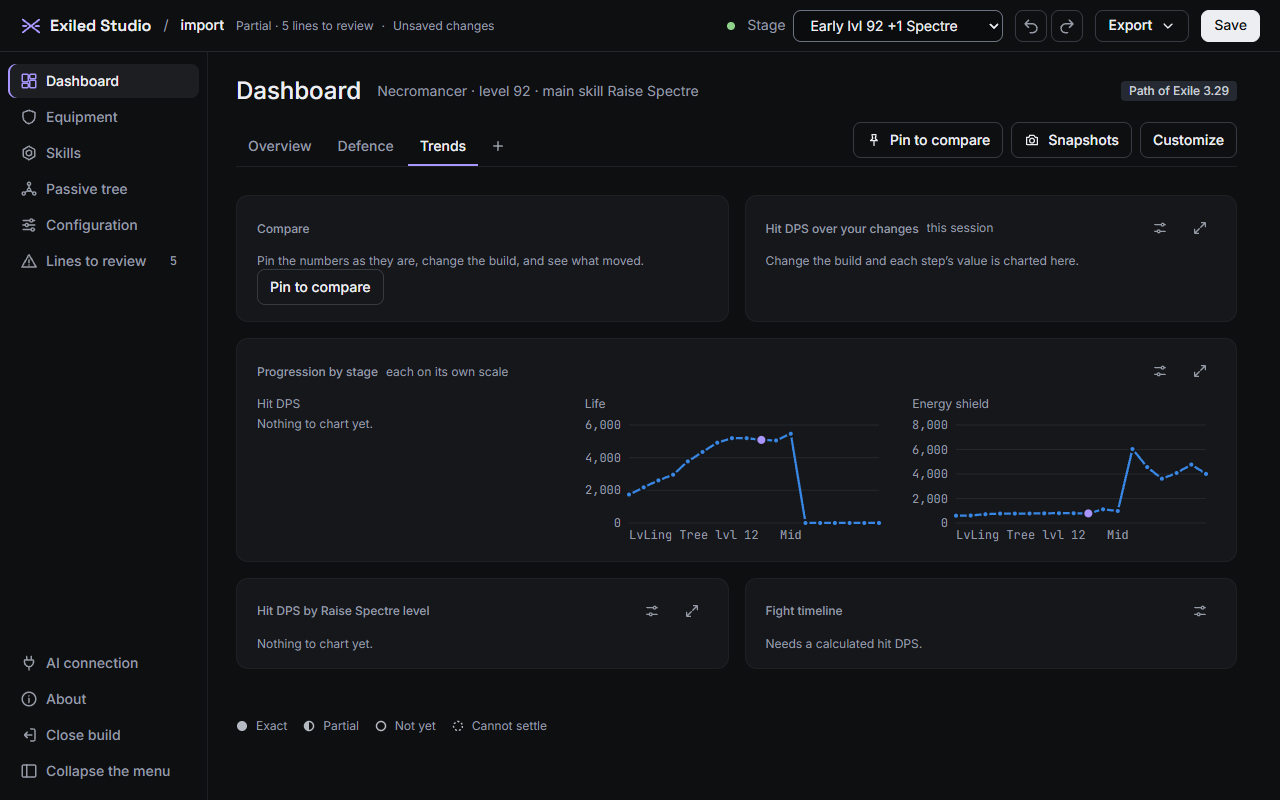 Exiled Studio / import Partial · 5 lines to review · Unsaved changes Stage Early lvl 92 +1 Spectre Export Save
Dashboard
Equipment
Skills
Passive tree
Configuration
Lines to review 5
AI connection
About
Close build
Collapse the menu
Dashboard Necromancer · level 92 · main skill Raise Spectre Path of Exile 3.29
Overview Defence Trends + Pin to compare Snapshots Customize
Compare
Pin the numbers as they are, change the build, and see what moved.
Pin to compare
Hit DPS over your changes this session
Change the build and each step’s value is charted here.
Progression by stage each on its own scale
Hit DPS
Nothing to chart yet.
Life
6,000
4,000
2,000
0
LvLing Tree lvl 12 Mid
Energy shield
8,000
6,000
4,000
2,000
0
LvLing Tree lvl 12 Mid
Hit DPS by Raise Spectre level
Nothing to chart yet.
Fight timeline
Needs a calculated hit DPS.
Exact Partial Not yet Cannot settle